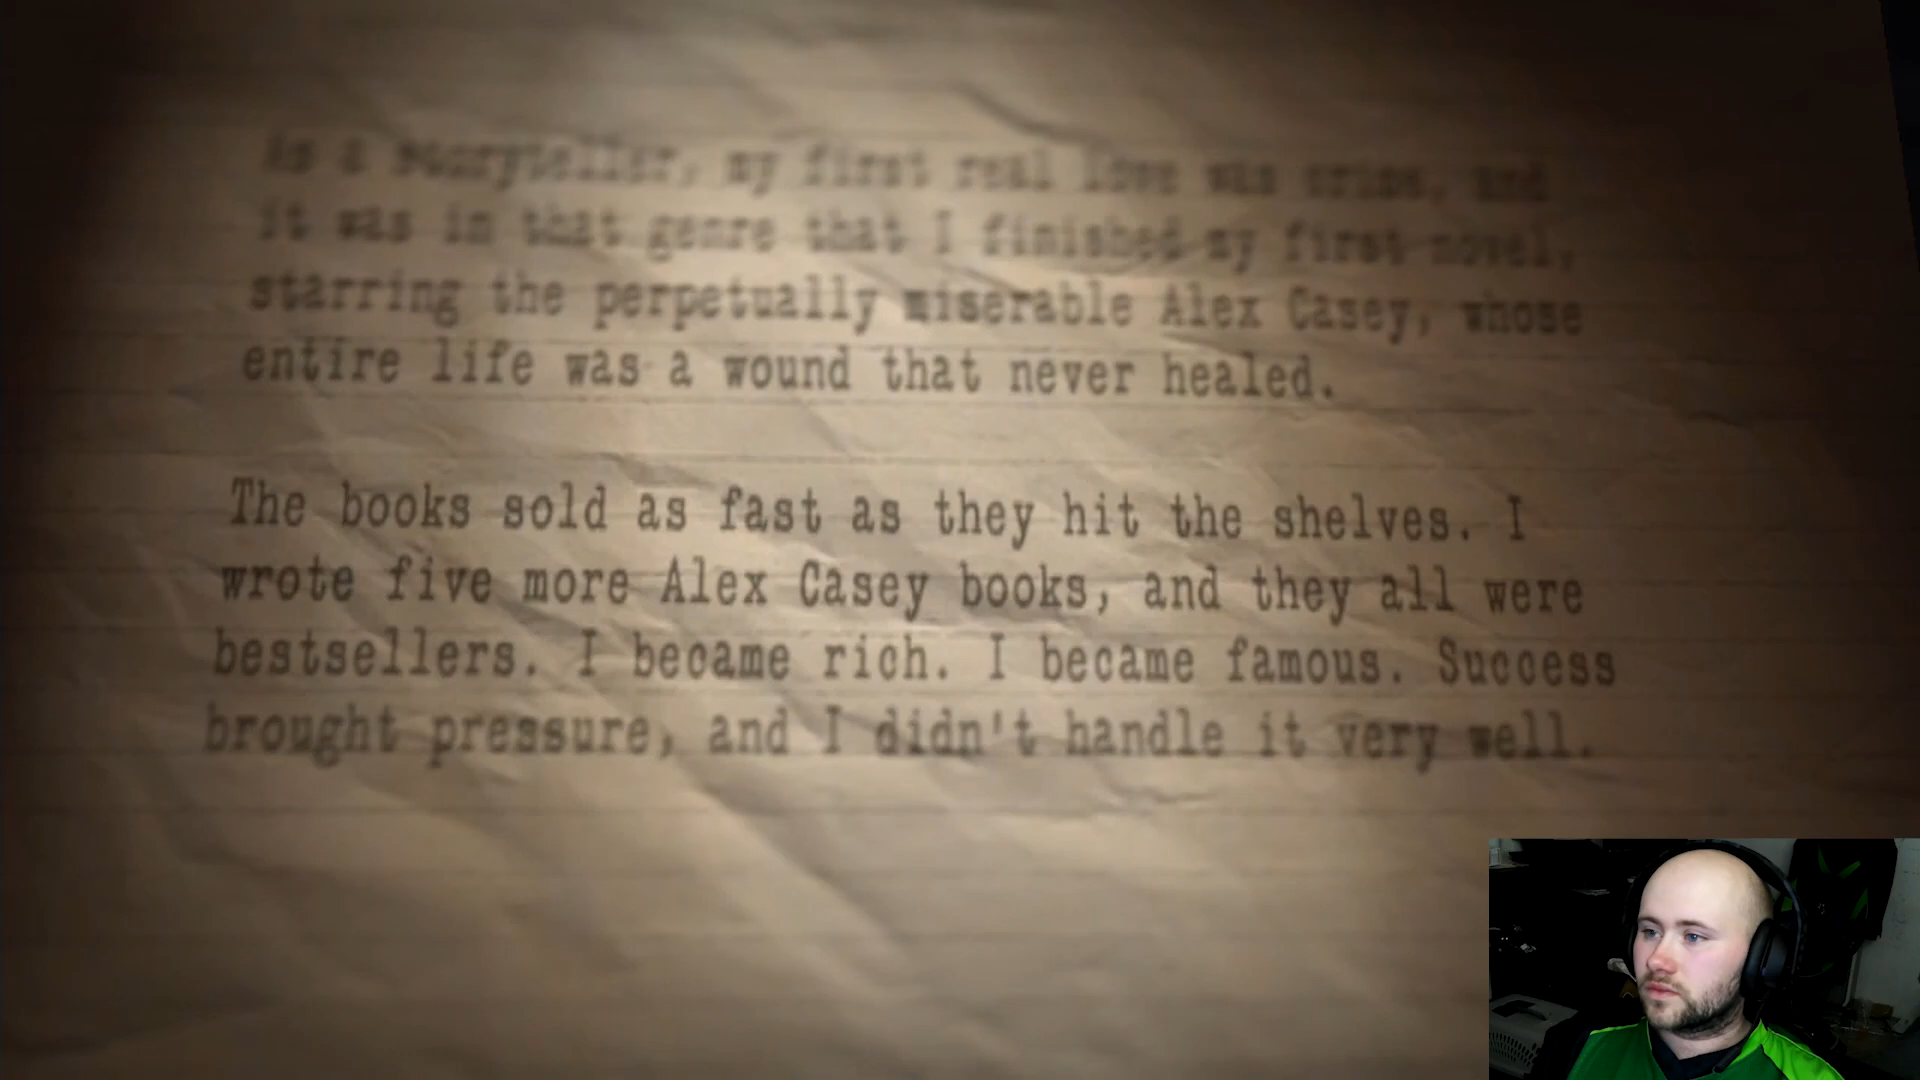 As a storyteller, my first real love was crime, and
it was in that genre that I finished my first novel,
starring the perpetually miserable Alex Casey, whose
entire life was a wound that never healed.
The books sold as fast as they hit the shelves. I
wrote five more Alex Casey books, and they all were
bestsellers. I became rich. I became famous. Success
brought pressure, and I didn't handle it very well.